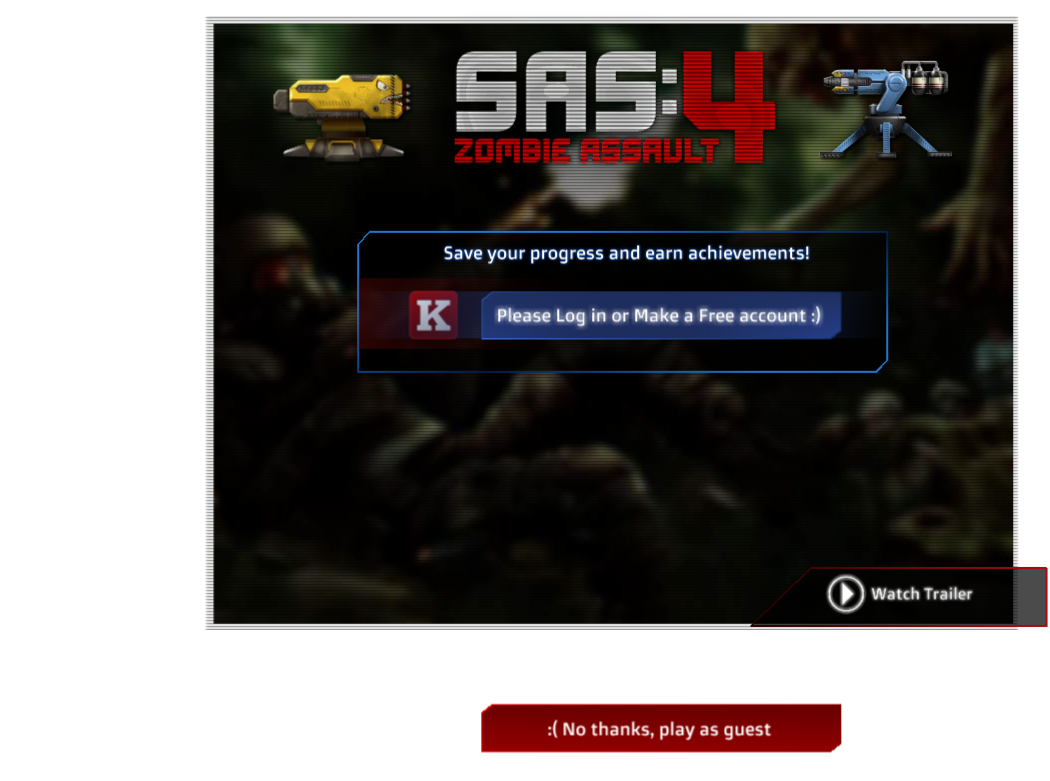 SAS:4
ZOMBIE ASSAULT
Save your progress and earn achievements!
K
Please Log in or Make a Free account :)
Watch Trailer
:( No thanks, play as guest